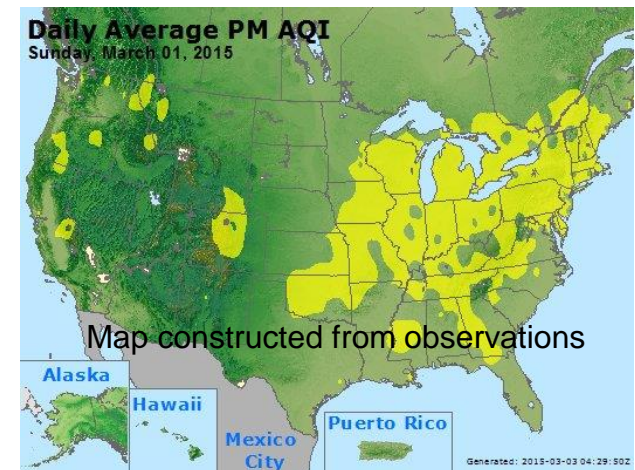 Daily Average PM AQI
Sunday, March 01, 2015
Map constructed from observations
Alaska
Hawaii
Mexico
City
Puerto Rico
Generated: 2015-03-03 04:29:50Z